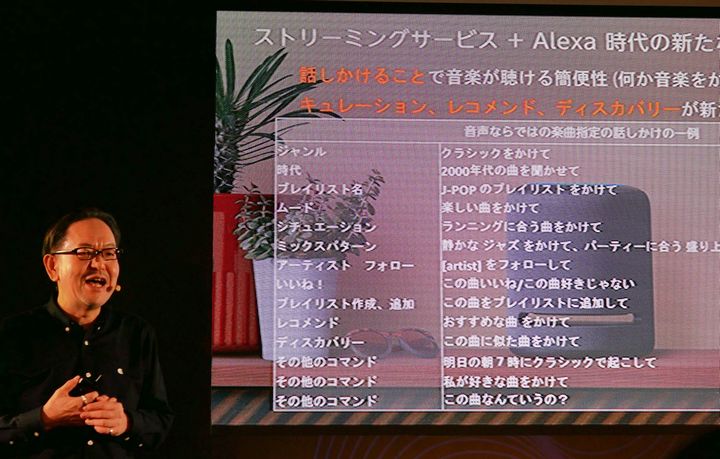 ストリーミングサービス + Alexa 時代の新た
話しかけることで音楽が聴ける簡便性 (何か音楽をか
キュレーション、レコメンド、ディスカバリーが新
音声ならではの楽曲指定の話しかけの一例
ジャンル クラシックをかけて
時代 2000年代の曲を聞かせて
プレイリスト名 J-POP のプレイリスト をかけて
ムード 楽しい曲をかけて
シチュエーション ランニングに合う曲をかけて
ミックスパターン 静かな ジャズ をかけて、パーティーに合う 盛り上
アーティスト フォロー [artist] をフォローして
いいね! この曲いいね/この曲好きじゃない
プレイリスト作成、追加 この曲をプレイリストに追加して
レコメンド おすすめな曲 をかけて
ディスカバリー この曲に似た曲をかけて
その他のコマンド 明日の朝7時にクラシックで起こして
その他のコマンド 私が好きな曲をかけて
その他のコマンド この曲なんていうの?